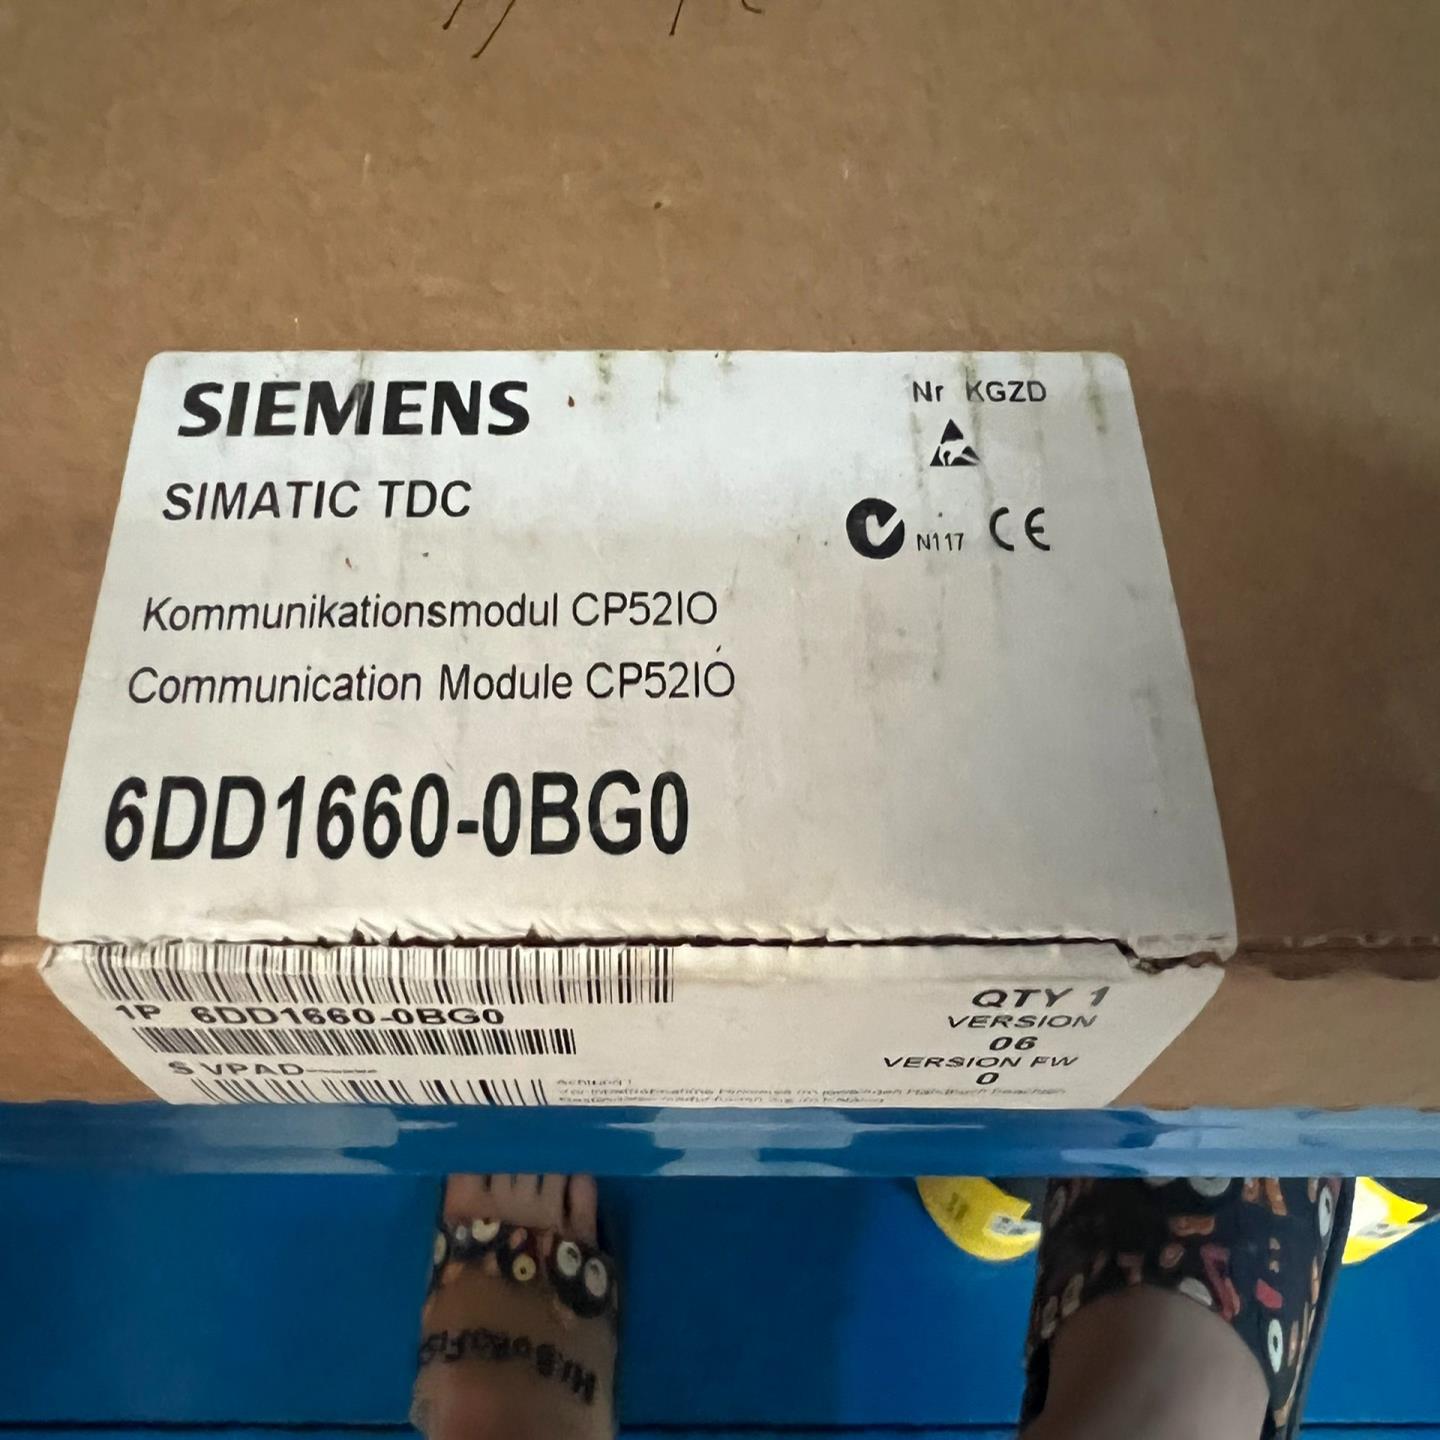 SIEMENS
Nr KGZD
SIMATIC TDC
N117 CE
Kommunikationsmodul CP52IO
Communication Module CP52IO
6DD1660-0BG0
1P 6DD1660-0BG0
QTY 1
VERSION
06
S VPAD
VERSION FW
0
Achtung!